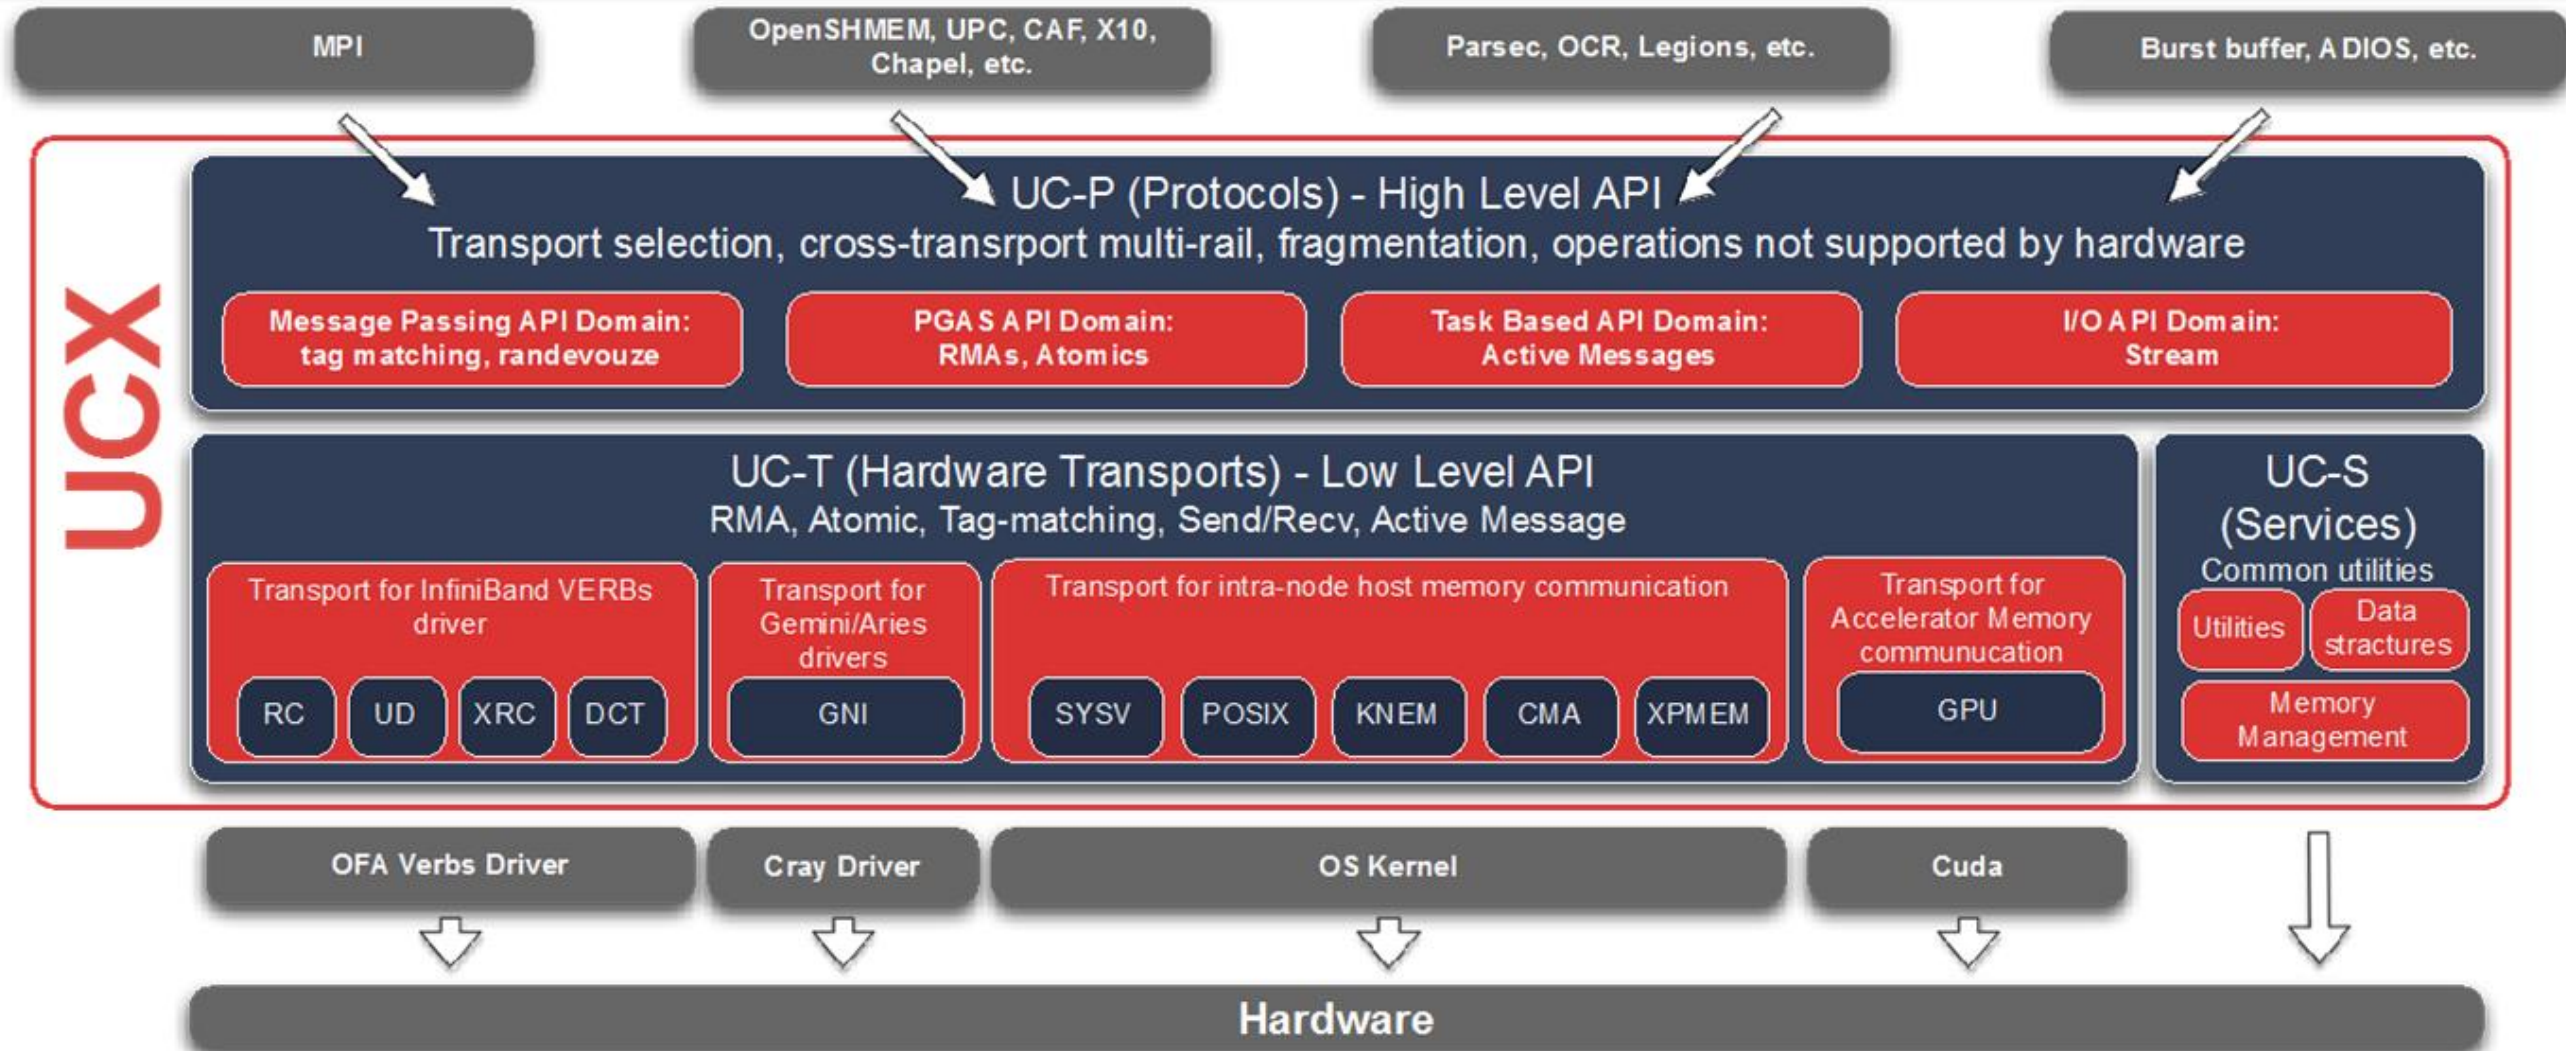 MPI
OpenSHMEM, UPC, CAF, X10,
Chapel, etc.
Parsec, OCR, Legions, etc.
Burst buffer, ADIOS, etc.
UCX
UC-P (Protocols) - High Level API
Transport selection, cross-transrport multi-rail, fragmentation, operations not supported by hardware
Message Passing API Domain:
tag matching, randevouze
PGAS API Domain:
RMAs, Atomics
Task Based API Domain:
Active Messages
I/O API Domain:
Stream
UC-T (Hardware Transports) - Low Level API
RMA, Atomic, Tag-matching, Send/Recv, Active Message
Transport for InfiniBand VERBs
driver
RC
UD
XRC
DCT
Transport for
Gemini/Aries
drivers
GNI
Transport for intra-node host memory communication
SYSV
POSIX
KNEM
CMA
XPMEM
Transport for
Accelerator Memory
communucation
GPU
UC-S
(Services)
Common utilities
Utilities
Data
stractures
Memory
Management
OFA Verbs Driver
Cray Driver
OS Kernel
Cuda
Hardware